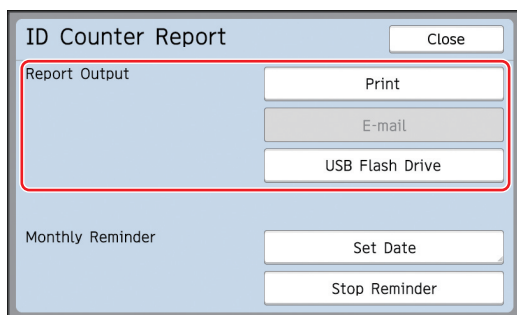 ID Counter Report
Close
Report Output
Print
E-mail
USB Flash Drive
Monthly Reminder
Set Date
Stop Reminder